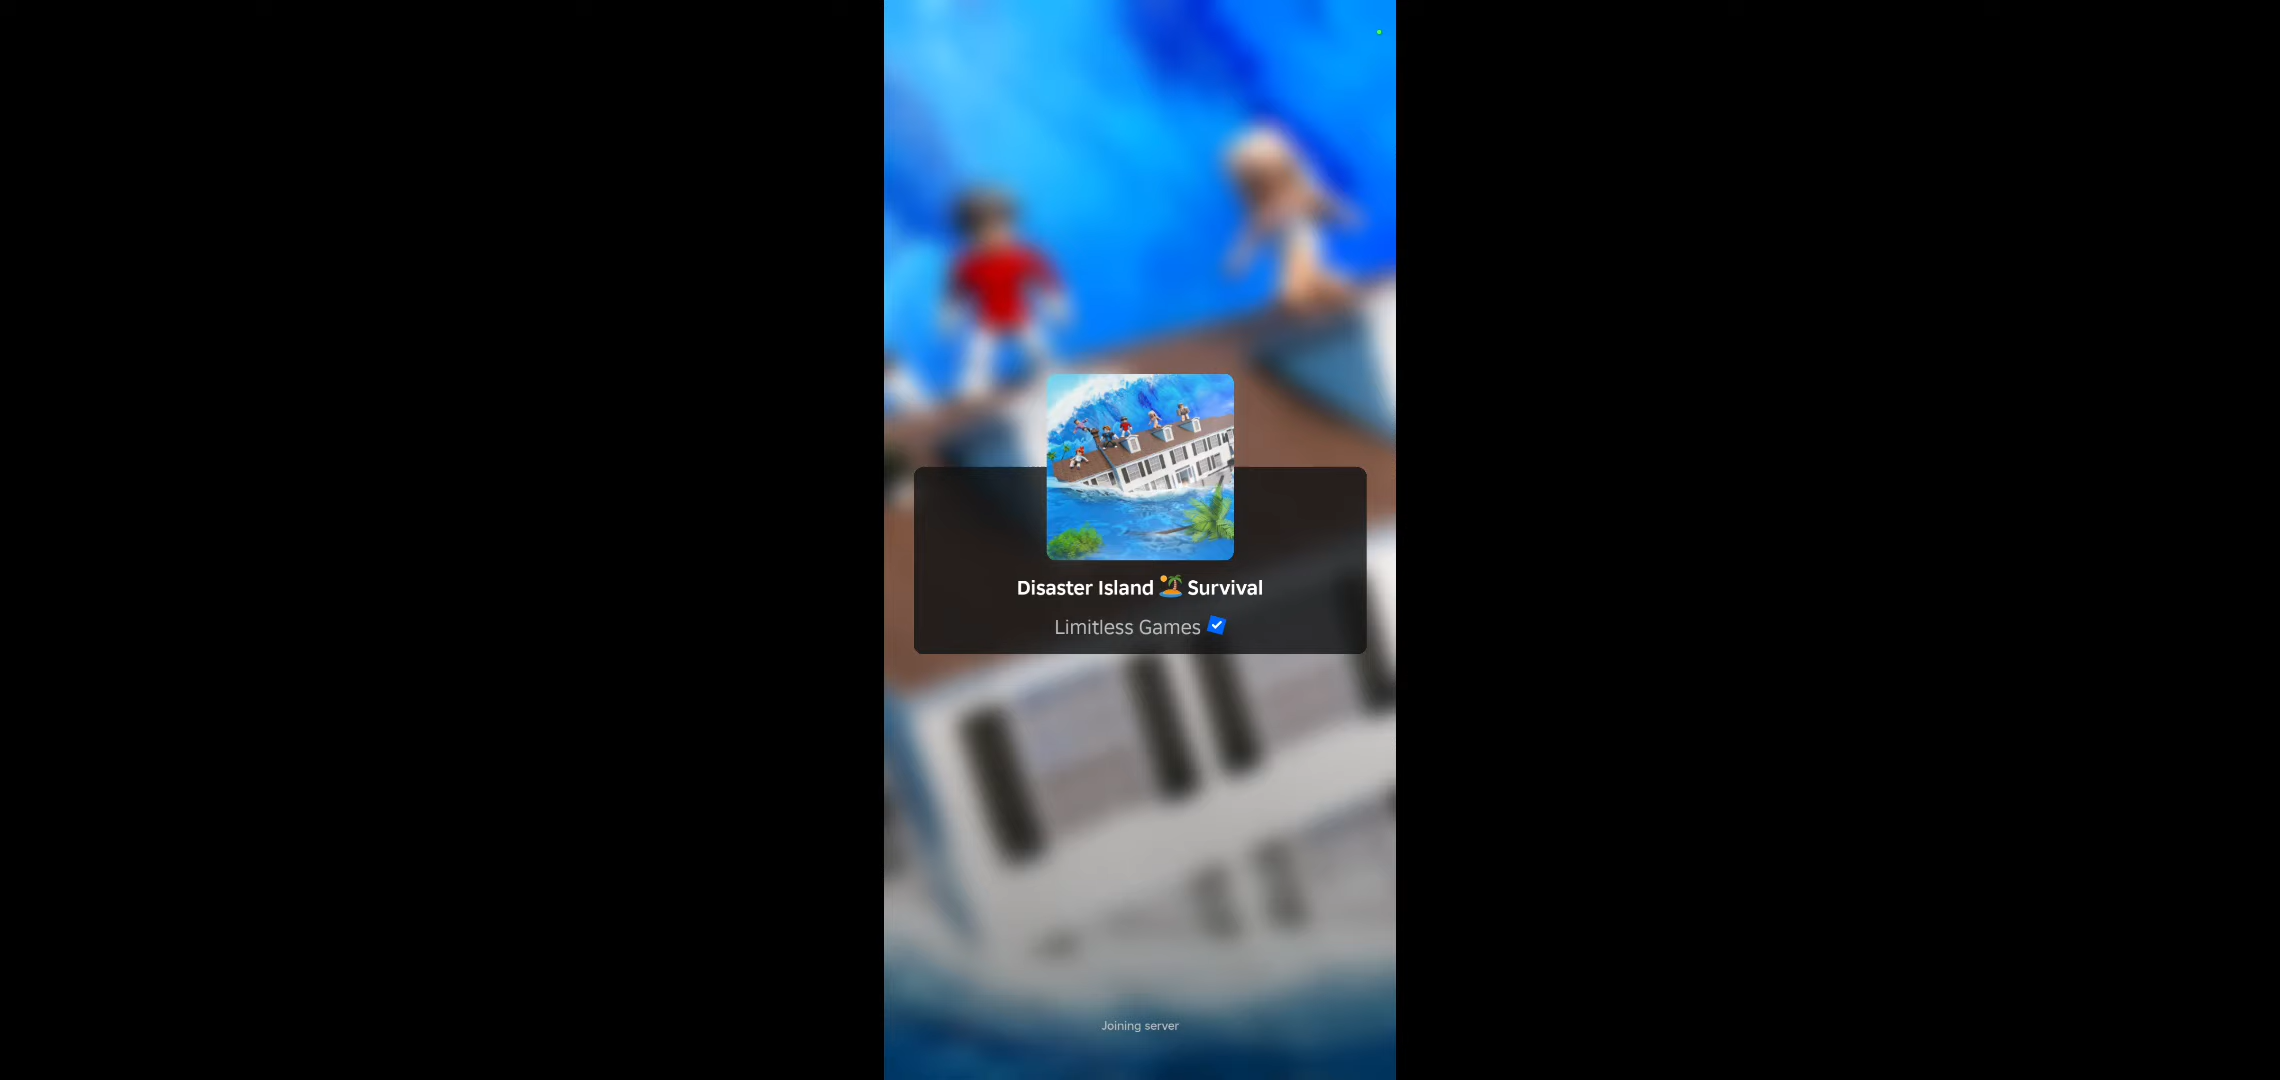 Disaster Island 🏝️ Survival
Limitless Games
Joining server